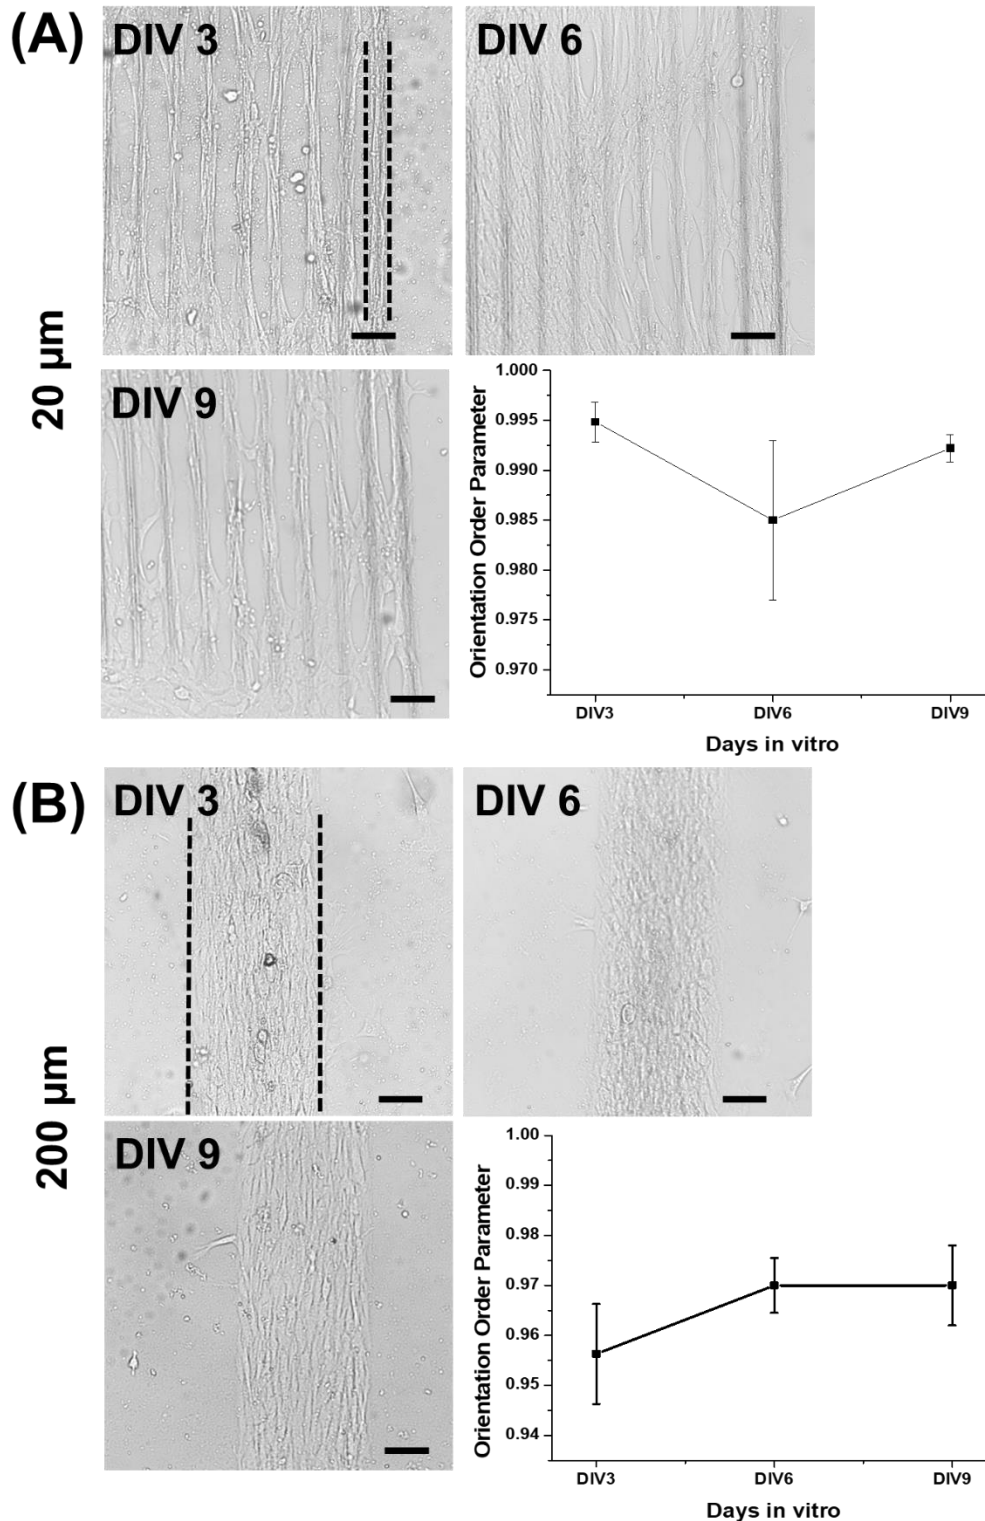 (A)
DIV 3
DIV 6
20 µm
DIV 9
1.000
0.995
0.990
0.985
0.980
0.975
0.970
Orientation Order Parameter
DIV3 DIV6 DIV9
Days in vitro
(B)
DIV 3
DIV 6
200 µm
DIV 9
1.00
0.99
0.98
0.97
0.96
0.95
0.94
Orientation Order Parameter
DIV3 DIV6 DIV9
Days in vitro